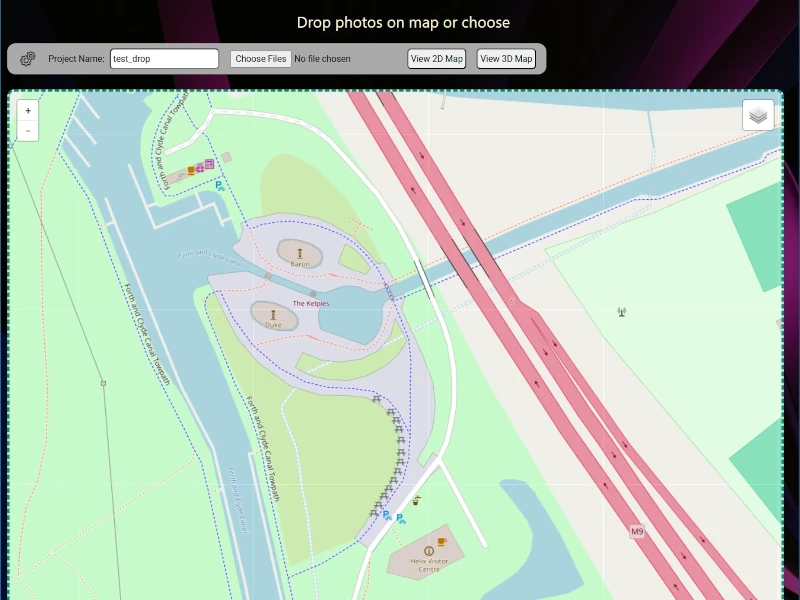 Drop photos on map or choose
Project Name:
test_drop
Choose Files
No file chosen
View 2D Map
View 3D Map
+
-
Forth and Clyde Canal Towpath
P
Forth and Clyde Canal
Baron
The Kelpies
Duke
Forth and Clyde Canal Towpath
Forth and Clyde Canal Towpath
Forth and Clyde Canal
6
P
P
Helix Visitor
Centre
M9